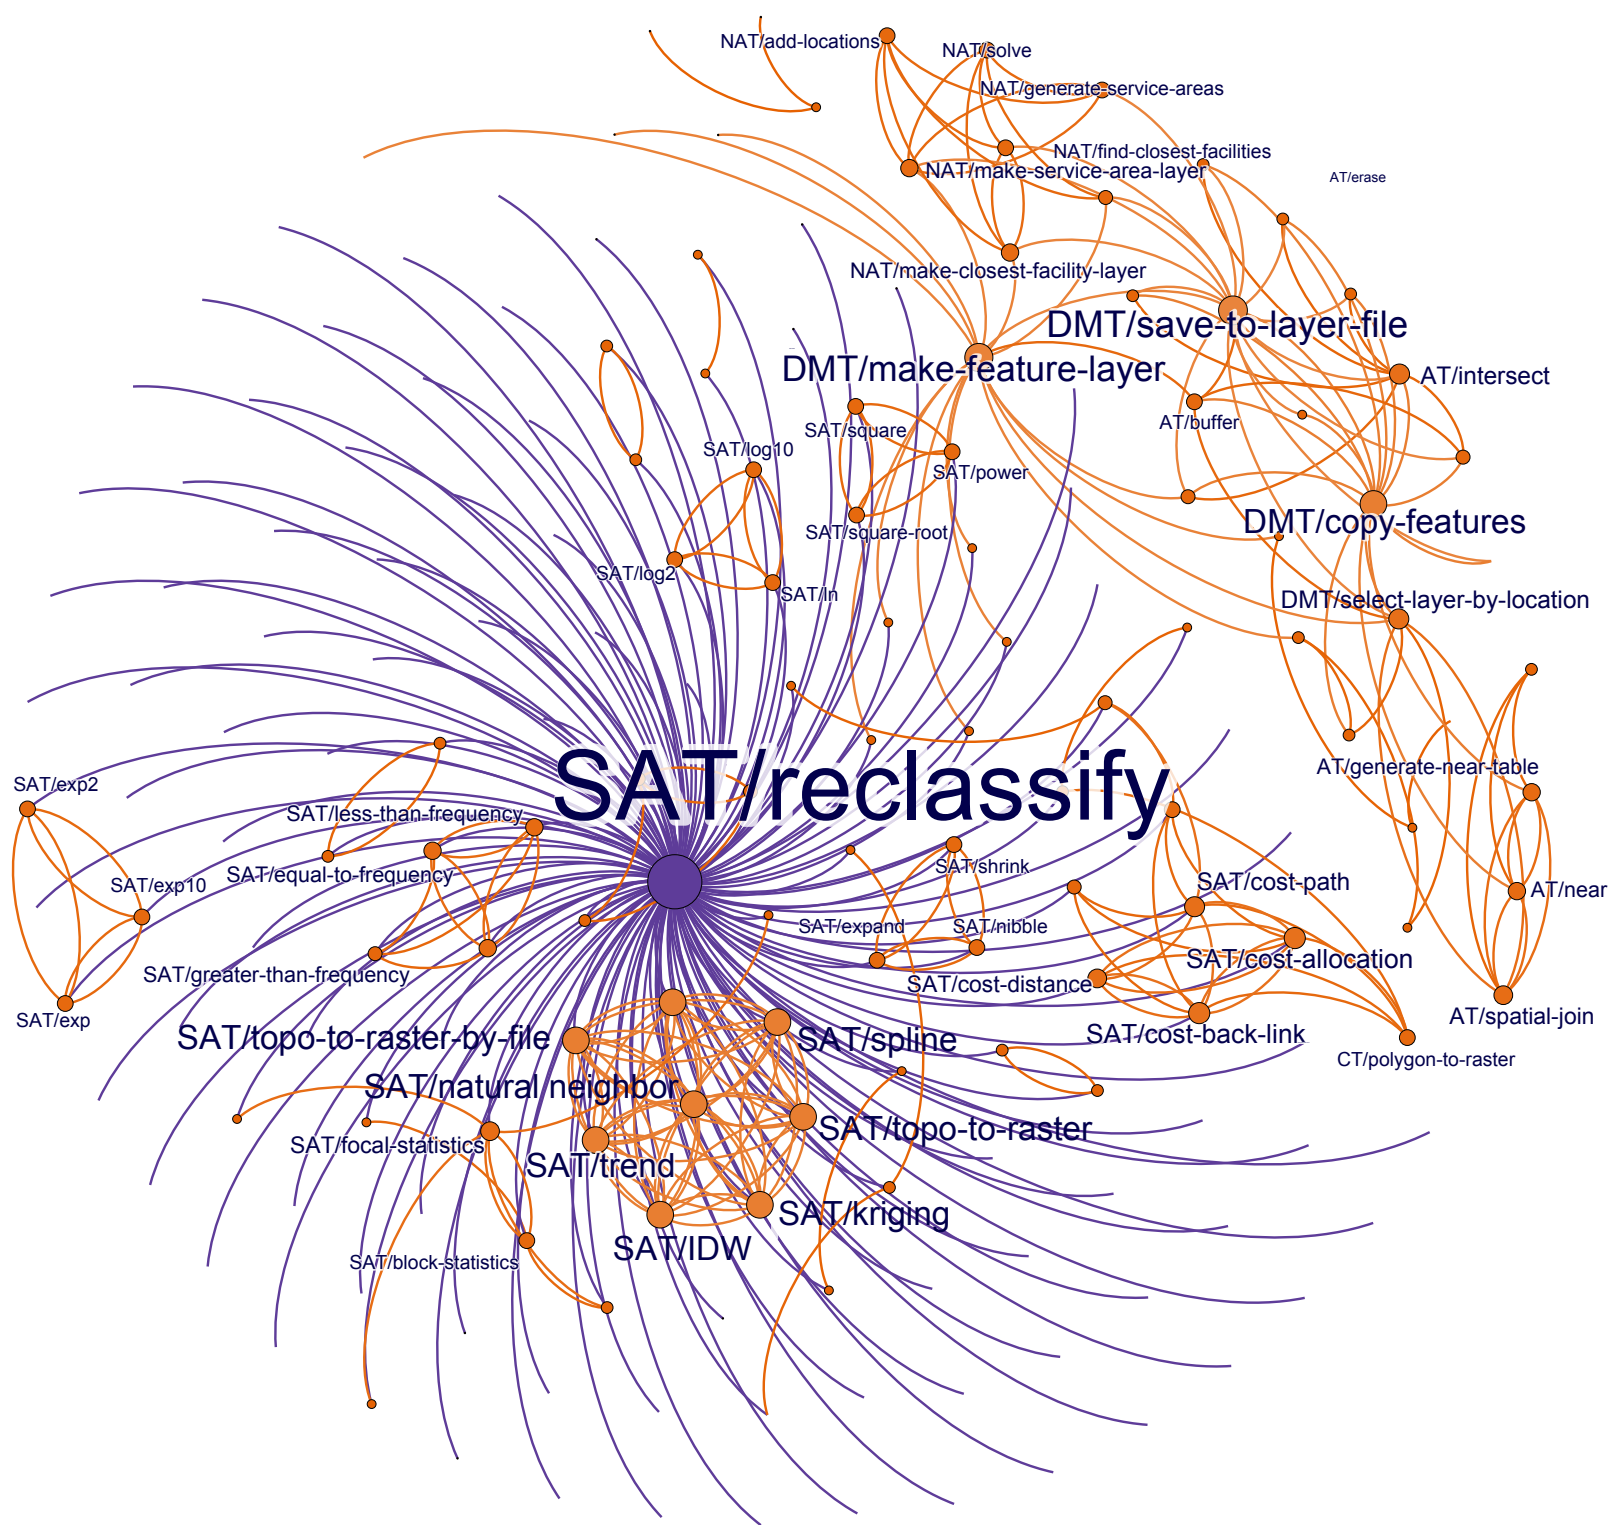 NAT/add-locations
NAT/solve
NAT/generate-service-areas
NAT/find-closest-facilities
NAT/make-service-area-layer
AT/erase
NAT/make-closest-facility-layer
DMT/save-to-layer-file
DMT/make-feature-layer
AT/intersect
AT/buffer
SAT/square
SAT/log10
SAT/power
DMT/copy-features
SAT/square-root
SAT/log2
SAT/ln
DMT/select-layer-by-location
SAT/reclassify
AT/generate-near-table
SAT/exp2
SAT/less-than-frequency
SAT/shrink
SAT/equal-to-frequency
SAT/exp10
SAT/cost-path
AT/near
SAT/expand
SAT/nibble
SAT/cost-allocation
SAT/greater-than-frequency
SAT/cost-distance
SAT/exp
AT/spatial-join
SAT/topo-to-raster-by-file
SAT/spline
SAT/cost-back-link
CT/polygon-to-raster
SAT/natural neighbor
SAT/topo-to-raster
SAT/focal-statistics
SAT/trend
SAT/kriging
SAT/IDW
SAT/block-statistics